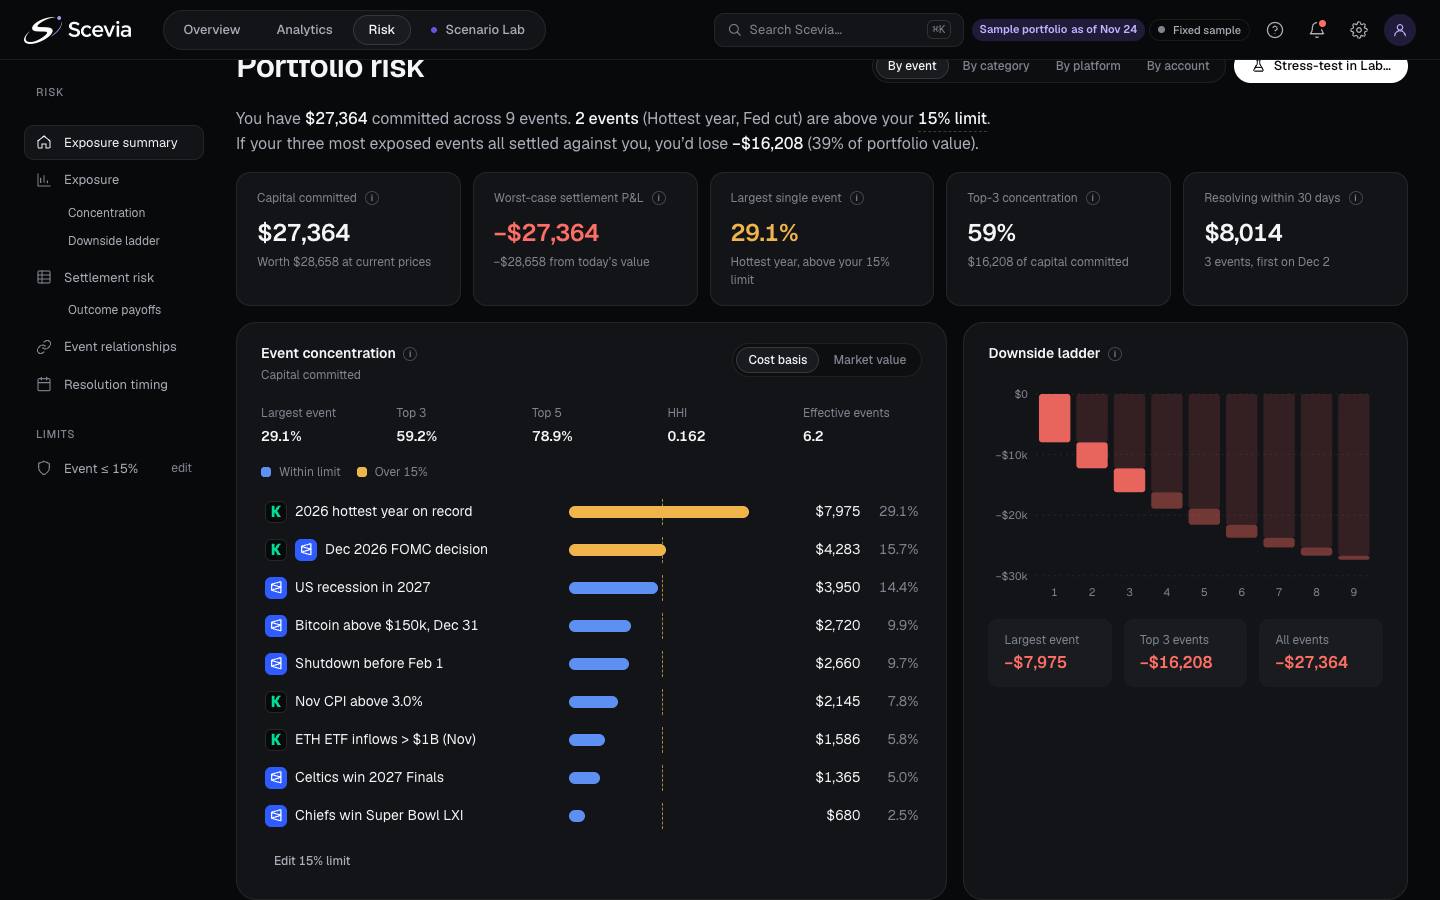 Scevia
Overview Analytics Risk Scenario Lab
Search Scevia… ⌘K
Sample portfolio as of Nov 24
Fixed sample
RISK
Exposure summary
Exposure
Concentration
Downside ladder
Settlement risk
Outcome payoffs
Event relationships
Resolution timing
LIMITS
Event ≤ 15% edit
Portfolio risk
By event By category By platform By account
Stress-test in Lab…
You have $27,364 committed across 9 events. 2 events (Hottest year, Fed cut) are above your 15% limit.
If your three most exposed events all settled against you, you’d lose −$16,208 (39% of portfolio value).
Capital committed
$27,364
Worth $28,658 at current prices
Worst-case settlement P&L
−$27,364
−$28,658 from today’s value
Largest single event
29.1%
Hottest year, above your 15%
limit
Top-3 concentration
59%
$16,208 of capital committed
Resolving within 30 days
$8,014
3 events, first on Dec 2
Event concentration
Capital committed
Cost basis Market value
Largest event Top 3 Top 5 HHI Effective events
29.1% 59.2% 78.9% 0.162 6.2
Within limit Over 15%
K 2026 hottest year on record $7,975 29.1%
K Dec 2026 FOMC decision $4,283 15.7%
US recession in 2027 $3,950 14.4%
Bitcoin above $150k, Dec 31 $2,720 9.9%
Shutdown before Feb 1 $2,660 9.7%
K Nov CPI above 3.0% $2,145 7.8%
K ETH ETF inflows > $1B (Nov) $1,586 5.8%
Celtics win 2027 Finals $1,365 5.0%
Chiefs win Super Bowl LXI $680 2.5%
Edit 15% limit
Downside ladder
$0
−$10k
−$20k
−$30k
1 2 3 4 5 6 7 8 9
Largest event
−$7,975
Top 3 events
−$16,208
All events
−$27,364